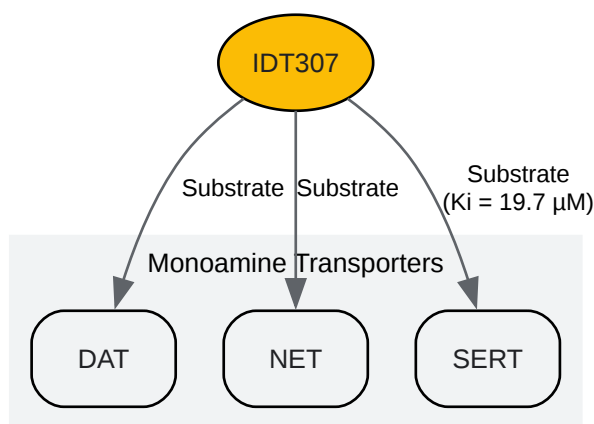 IDT307
Substrate
Substrate
Substrate
(Ki = 19.7 µM)
Monoamine Transporters
DAT
NET
SERT